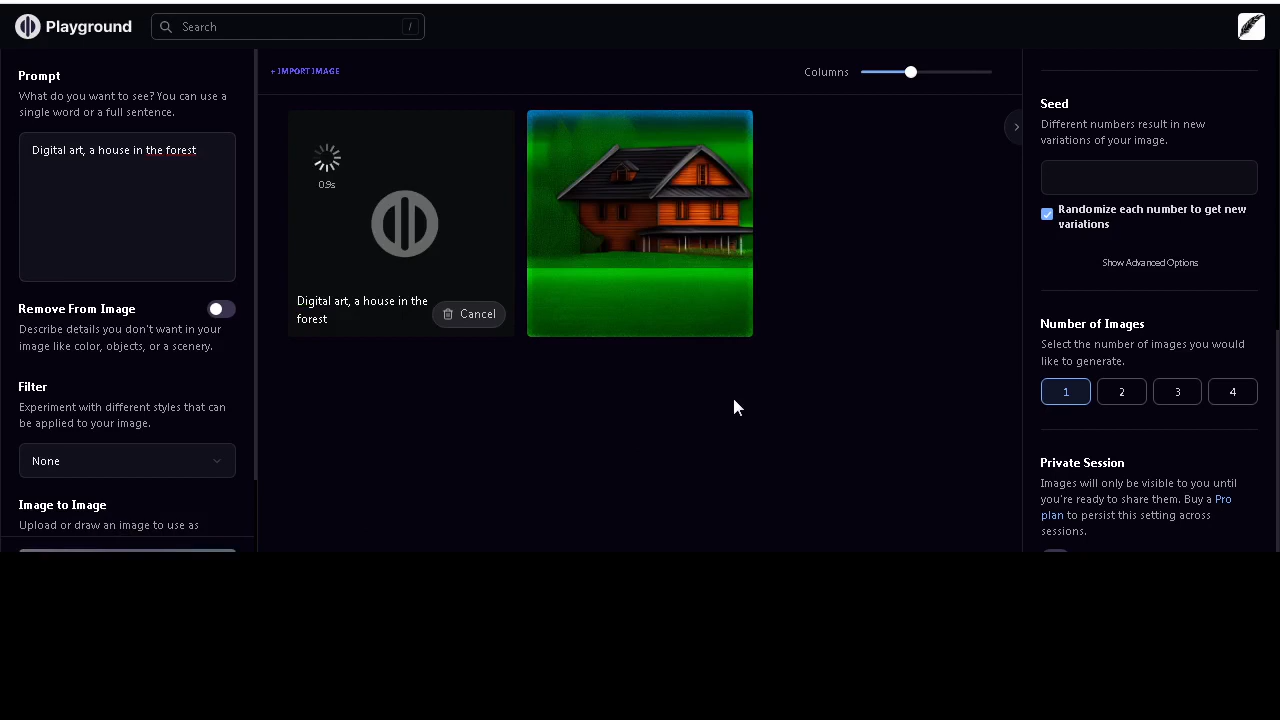 Playground
Search
/
Prompt
What do you want to see? You can use a
single word or a full sentence.
Digital art, a house in the forest
Remove From Image
Describe details you don't want in your
image like color, objects, or a scenery.
Filter
Experiment with different styles that can
be applied to your image.
None
Image to Image
Upload or draw an image to use as
+ IMPORT IMAGE
Columns
0.9s
Digital art, a house in the
forest
Cancel
Seed
Different numbers result in new
variations of your image.
Randomize each number to get new
variations
Show Advanced Options
Number of Images
Select the number of images you would
like to generate.
1
2
3
4
Private Session
Images will only be visible to you until
you're ready to share them. Buy a Pro
plan to persist this setting across
sessions.